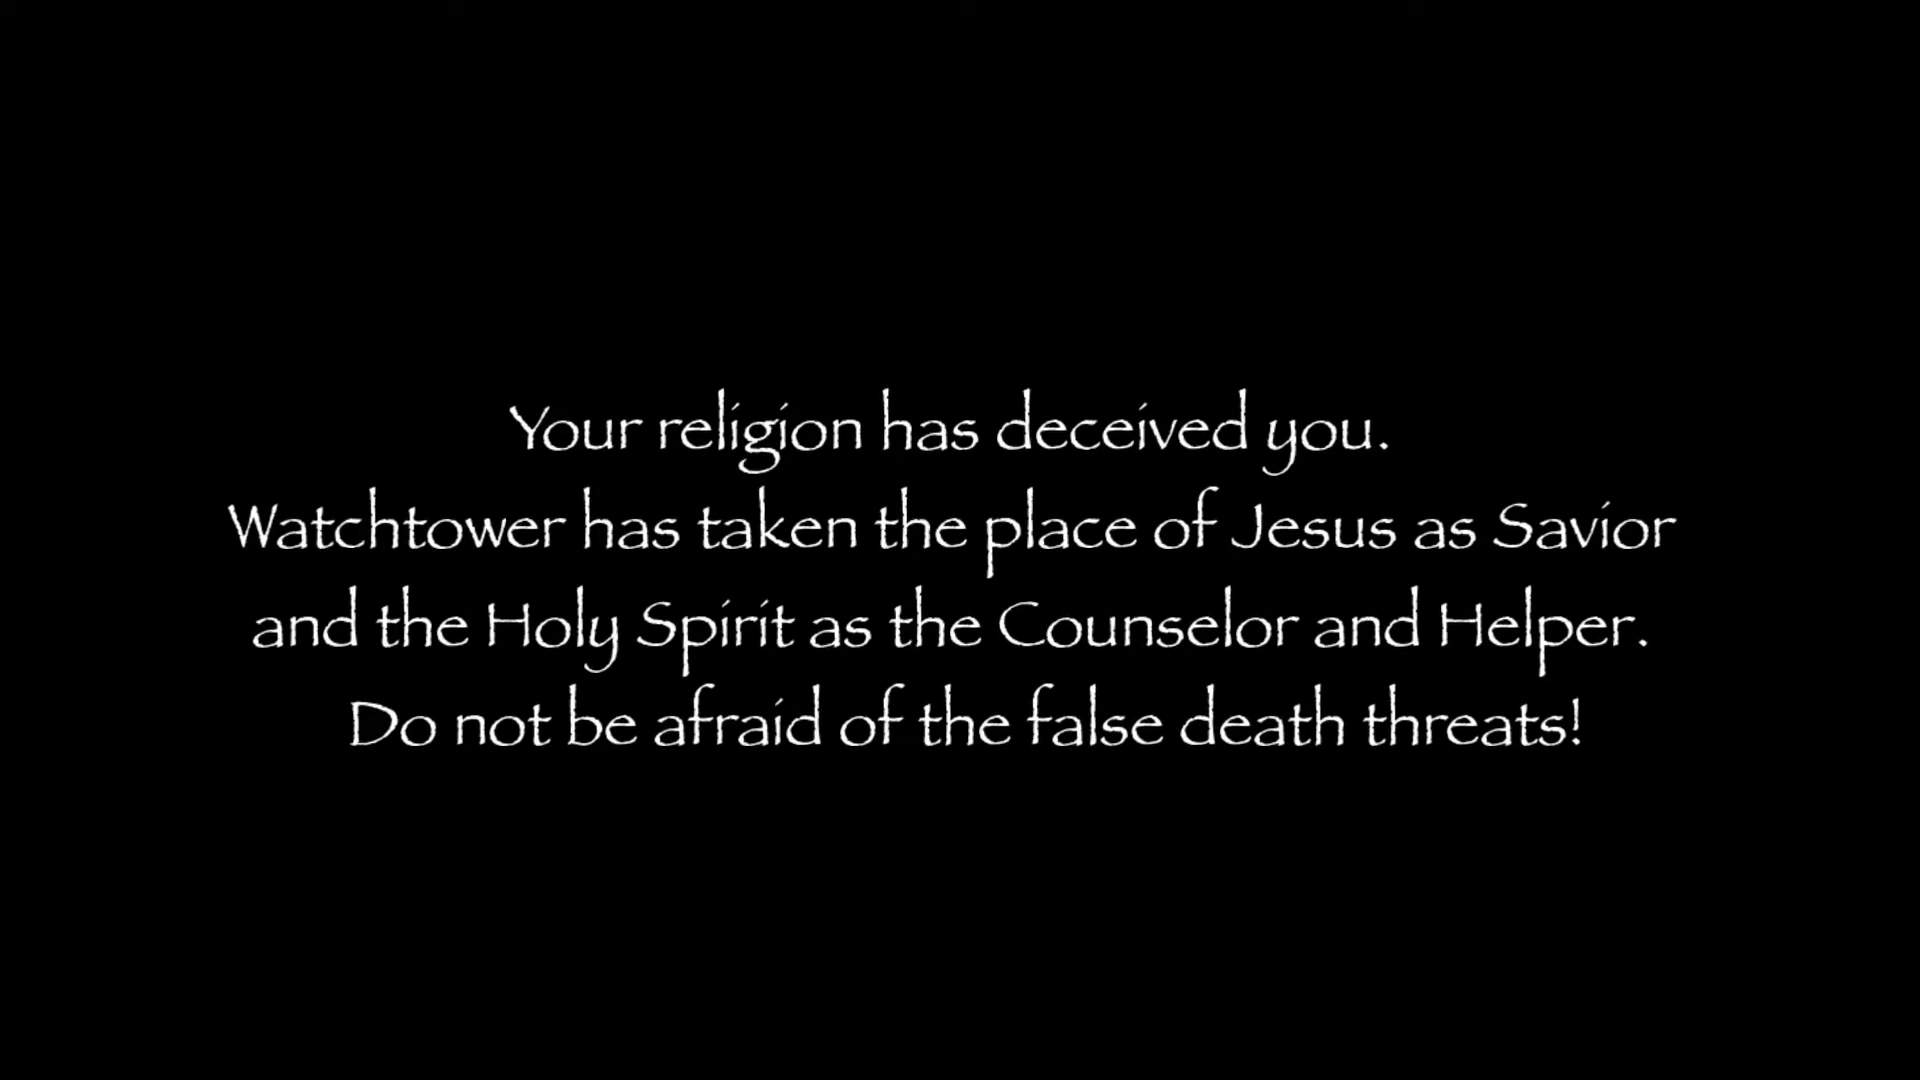 Your religion has deceived you.
Watchtower has taken the place of Jesus as Savior
and the Holy Spirit as the Counselor and Helper.
Do not be afraid of the false death threats!